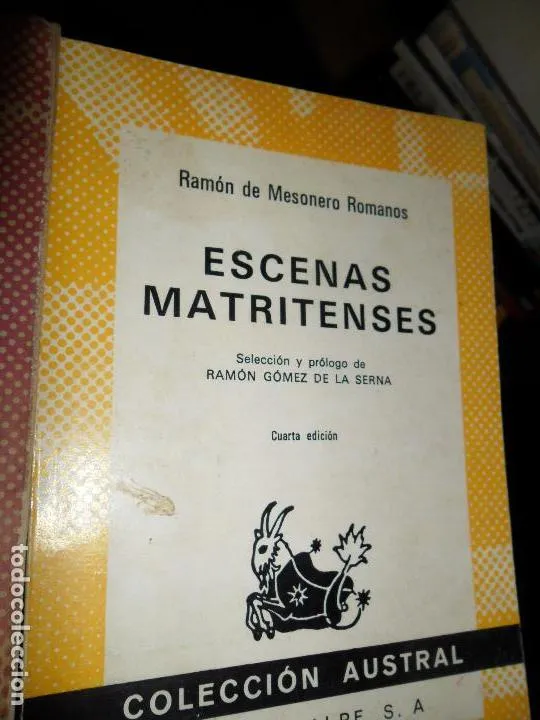 Ramón de Mesonero Romanos
ESCENAS
MATRITENSES
Selección y prólogo de
RAMÓN GÓMEZ DE LA SERNA
Cuarta edición
COLECCIÓN AUSTRAL
S. A
todocoleccion